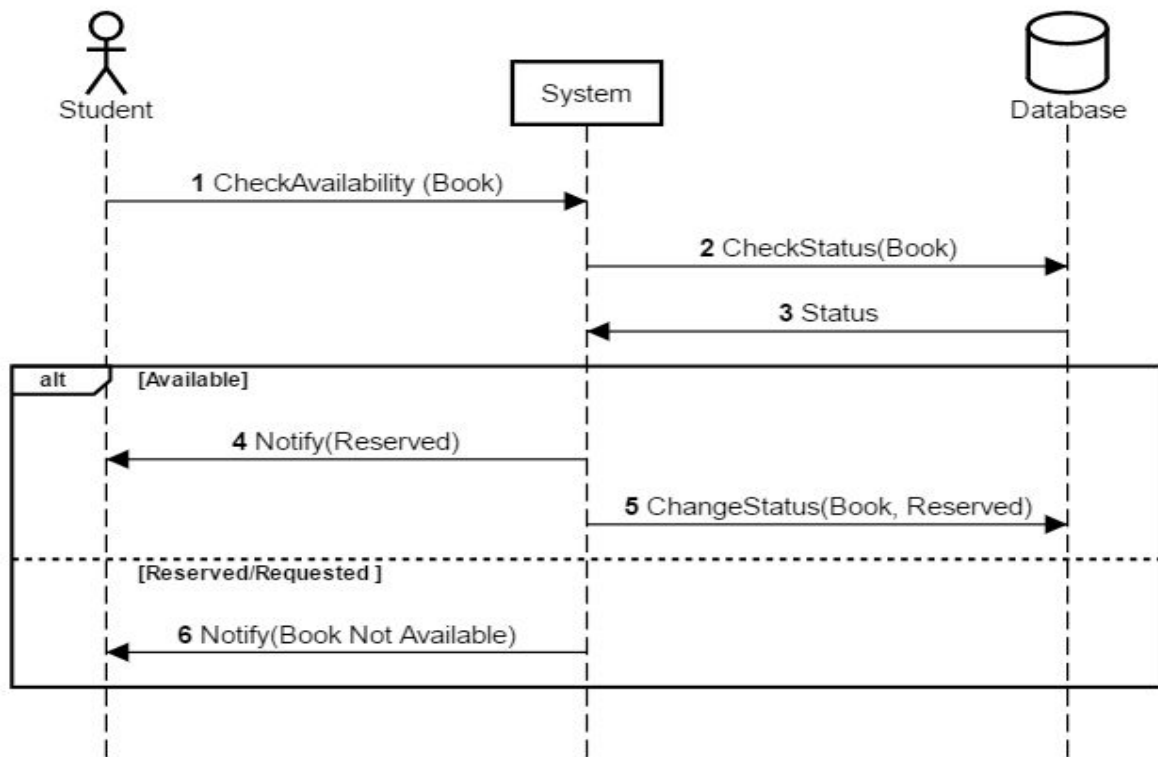 Student
System
Database
1 CheckAvailability (Book)
2 CheckStatus(Book)
3 Status
alt
[Available]
4 Notify(Reserved)
5 ChangeStatus(Book, Reserved)
[Reserved/Requested ]
6 Notify(Book Not Available)